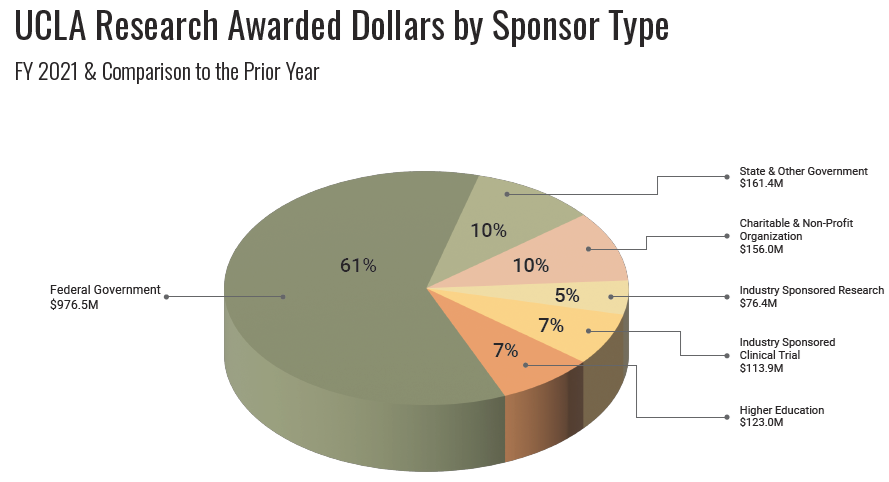 UCLA Research Awarded Dollars by Sponsor Type
FY 2021 & Comparison to the Prior Year
State & Other Government
$161.4M
10%
Charitable & Non-Profit
Organization
$156.0M
10%
61%
Federal Government
$976.5M
5%
Industry Sponsored Research
$76.4M
7%
Industry Sponsored
Clinical Trial
$113.9M
7%
Higher Education
$123.0M